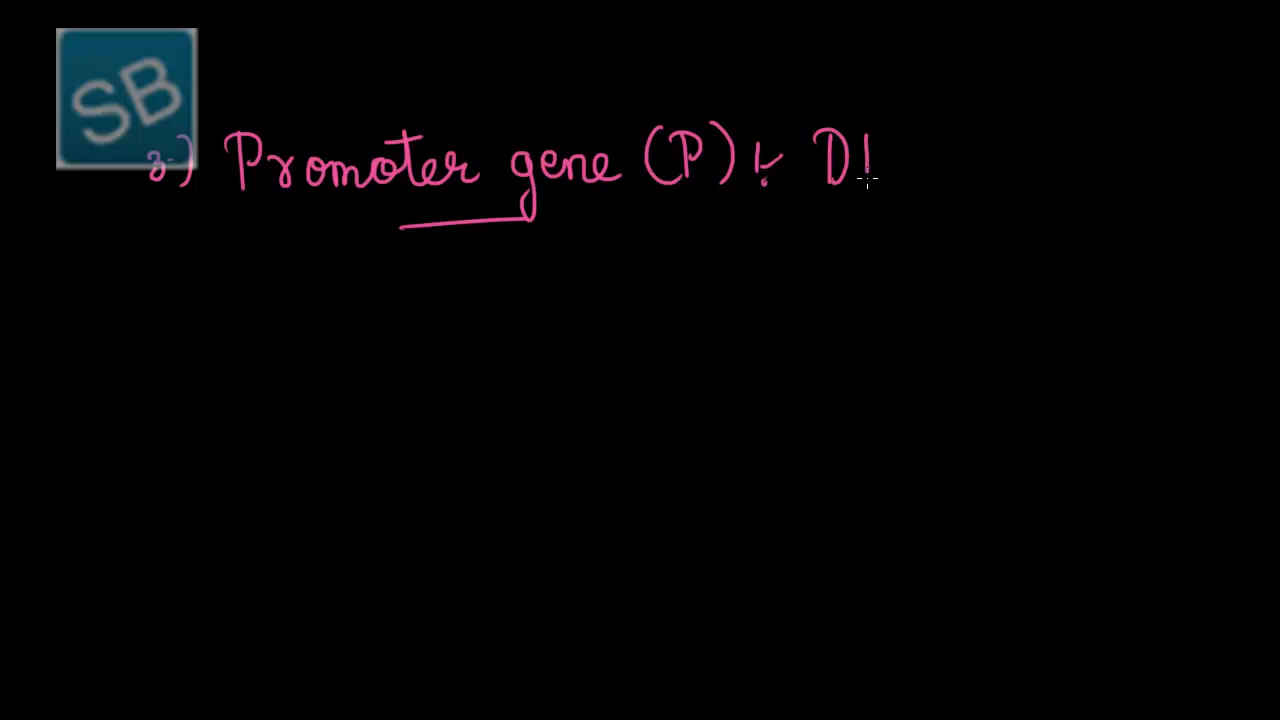 SB
3-) Promoter gene (P) :- D